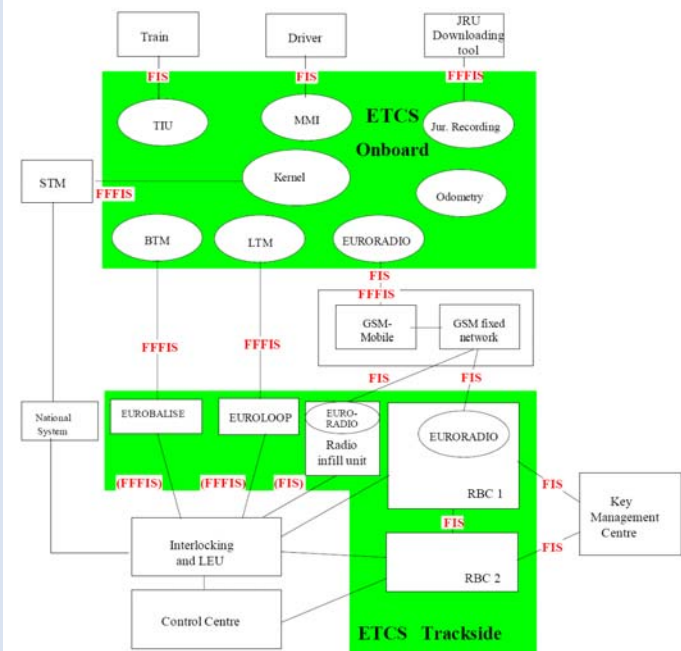 Train
Driver
JRU
Downloading
tool
FIS
FIS
FFFIS
TIU
MMI
ETCS
Onboard
Jur. Recording
STM
FFFIS
Kernel
Odometry
BTM
LTM
EURORADIO
FIS
FFFIS
GSM-
Mobile
GSM fixed
network
FFFIS
FFFIS
FIS
FIS
National
System
EUROBALISE
EUROLOOP
EURO-
RADIO
Radio
infill unit
EURORADIO
RBC 1
(FFFIS)
(FFFIS)
(FIS)
FIS
Key
Management
Centre
FIS
FIS
Interlocking
and LEU
RBC 2
Control Centre
ETCS Trackside